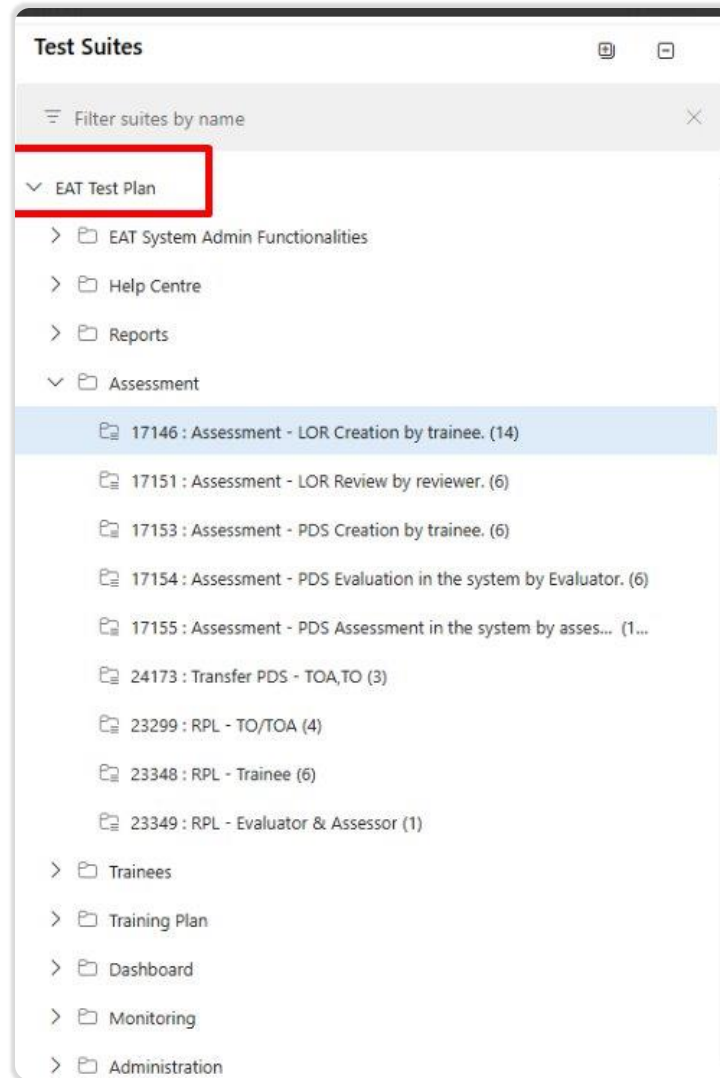 Test Suites
Filter suites by name
EAT Test Plan
EAT System Admin Functionalities
Help Centre
Reports
Assessment
17146 : Assessment - LOR Creation by trainee. (14)
17151 : Assessment - LOR Review by reviewer. (6)
17153 : Assessment - PDS Creation by trainee. (6)
17154 : Assessment - PDS Evaluation in the system by Evaluator. (6)
17155 : Assessment - PDS Assessment in the system by asses... (1...
24173 : Transfer PDS - TOA,TO (3)
23299 : RPL - TO/TOA (4)
23348 : RPL - Trainee (6)
23349 : RPL - Evaluator & Assessor (1)
Trainees
Training Plan
Dashboard
Monitoring
Administration